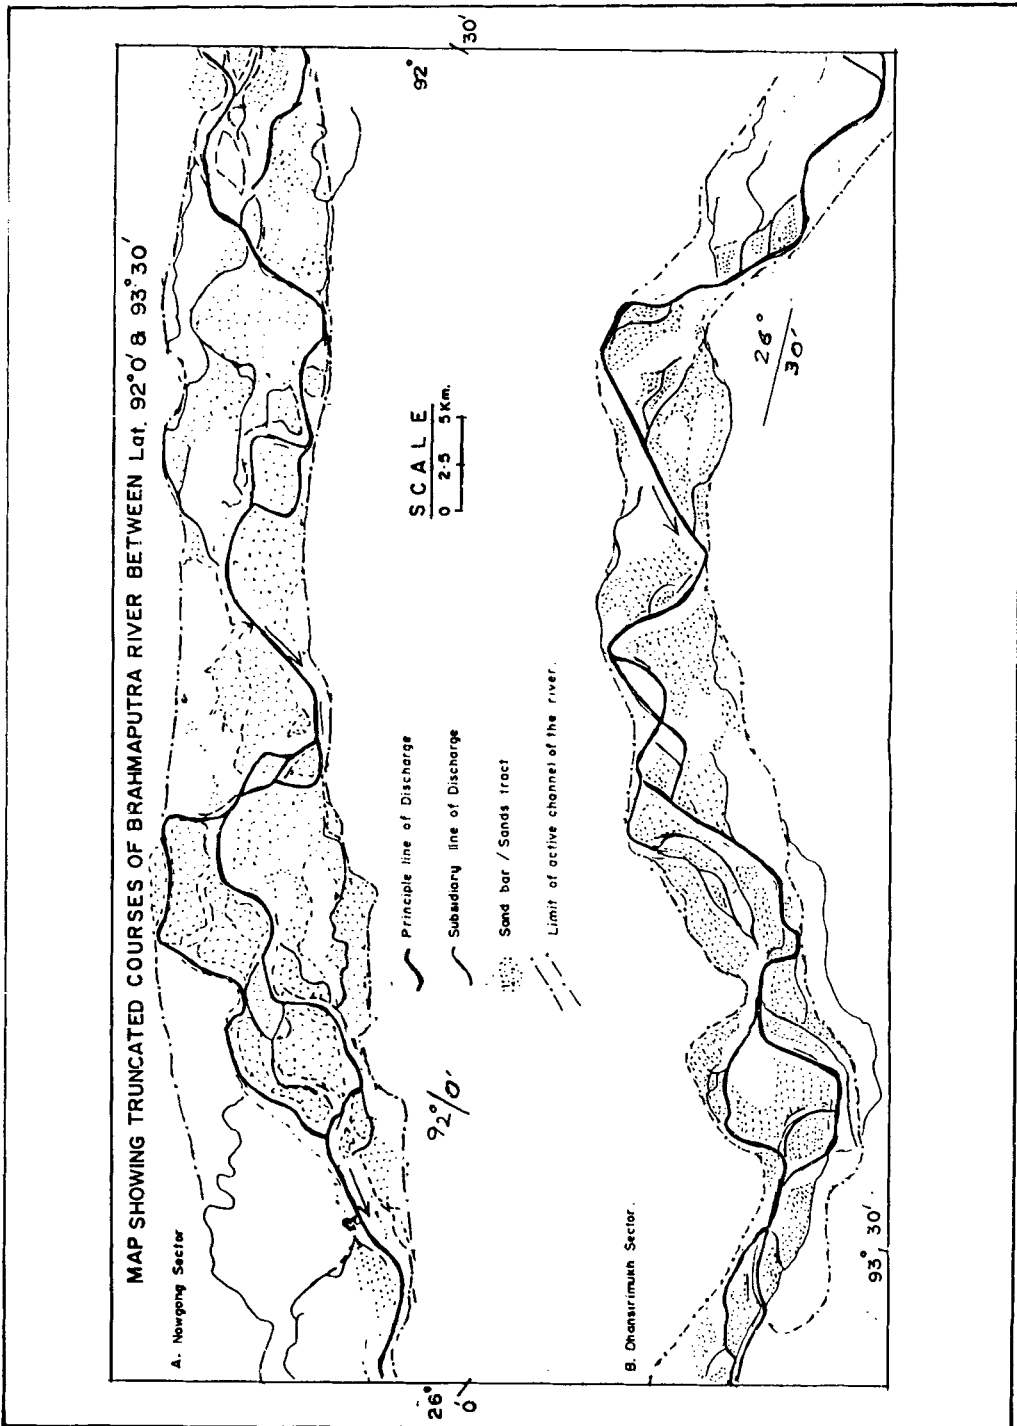 MAP SHOWING TRUNCATED COURSES OF BRAHMAPUTRA RIVER BETWEEN Lat. 92°0' & 93°30'
A. Nowgong Sector
92°
30'
SCALE
0 2·5 5 Km.
Principle line of Discharge
Subsidiary line of Discharge
Sand bar / Sands tract
Limit of active channel of the river.
92°/0'
26°
0'
B. Dhansirimukh Sector.
26°
30'
93° 30'